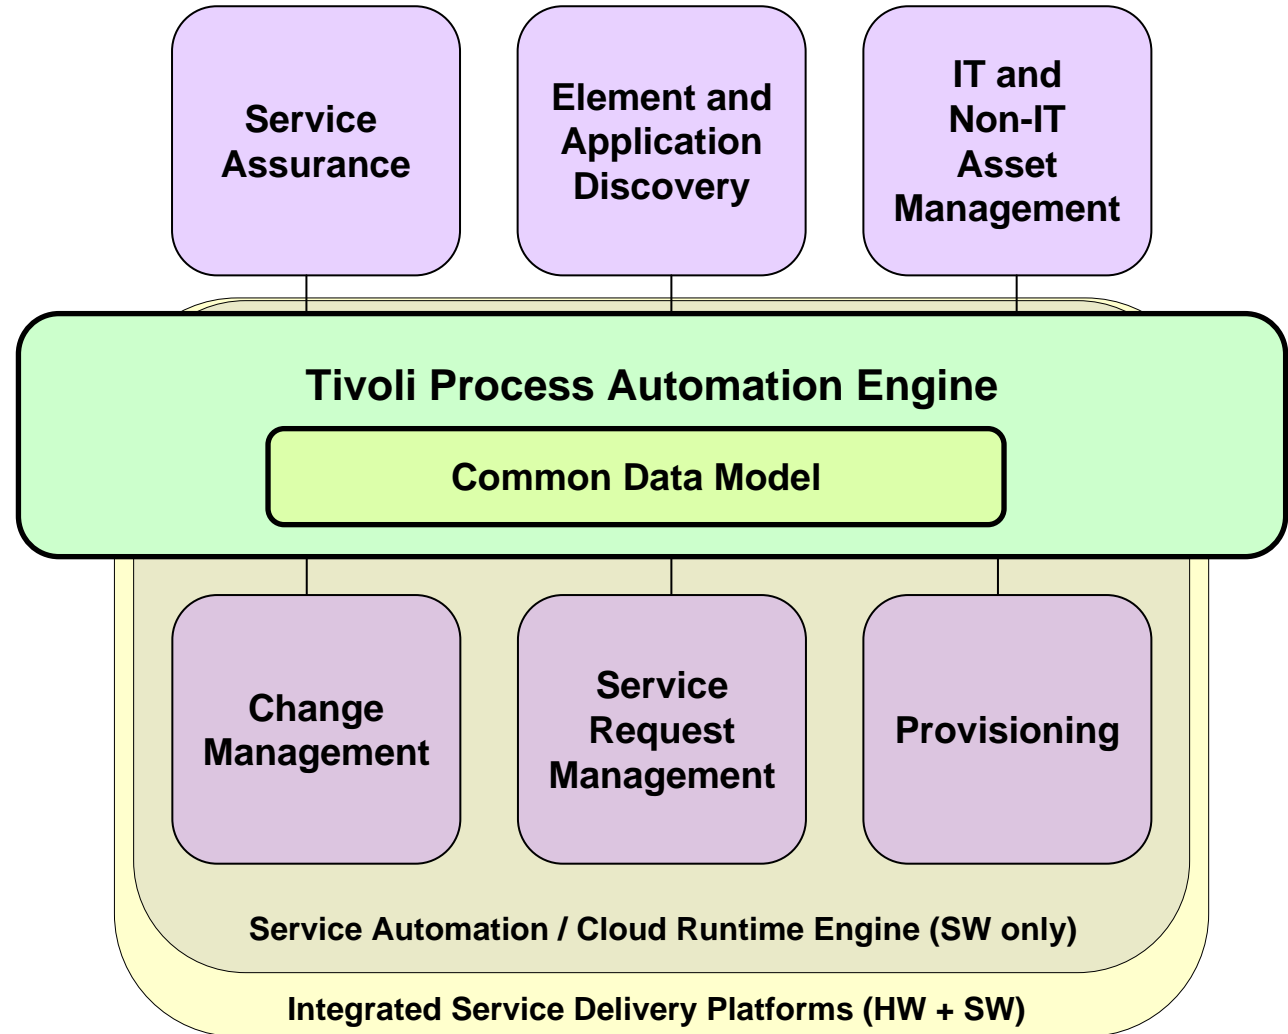 Service
Assurance
Element and
Application
Discovery
IT and
Non-IT
Asset
Management
Tivoli Process Automation Engine
Common Data Model
Change
Management
Service
Request
Management
Provisioning
Service Automation / Cloud Runtime Engine (SW only)
Integrated Service Delivery Platforms (HW + SW)